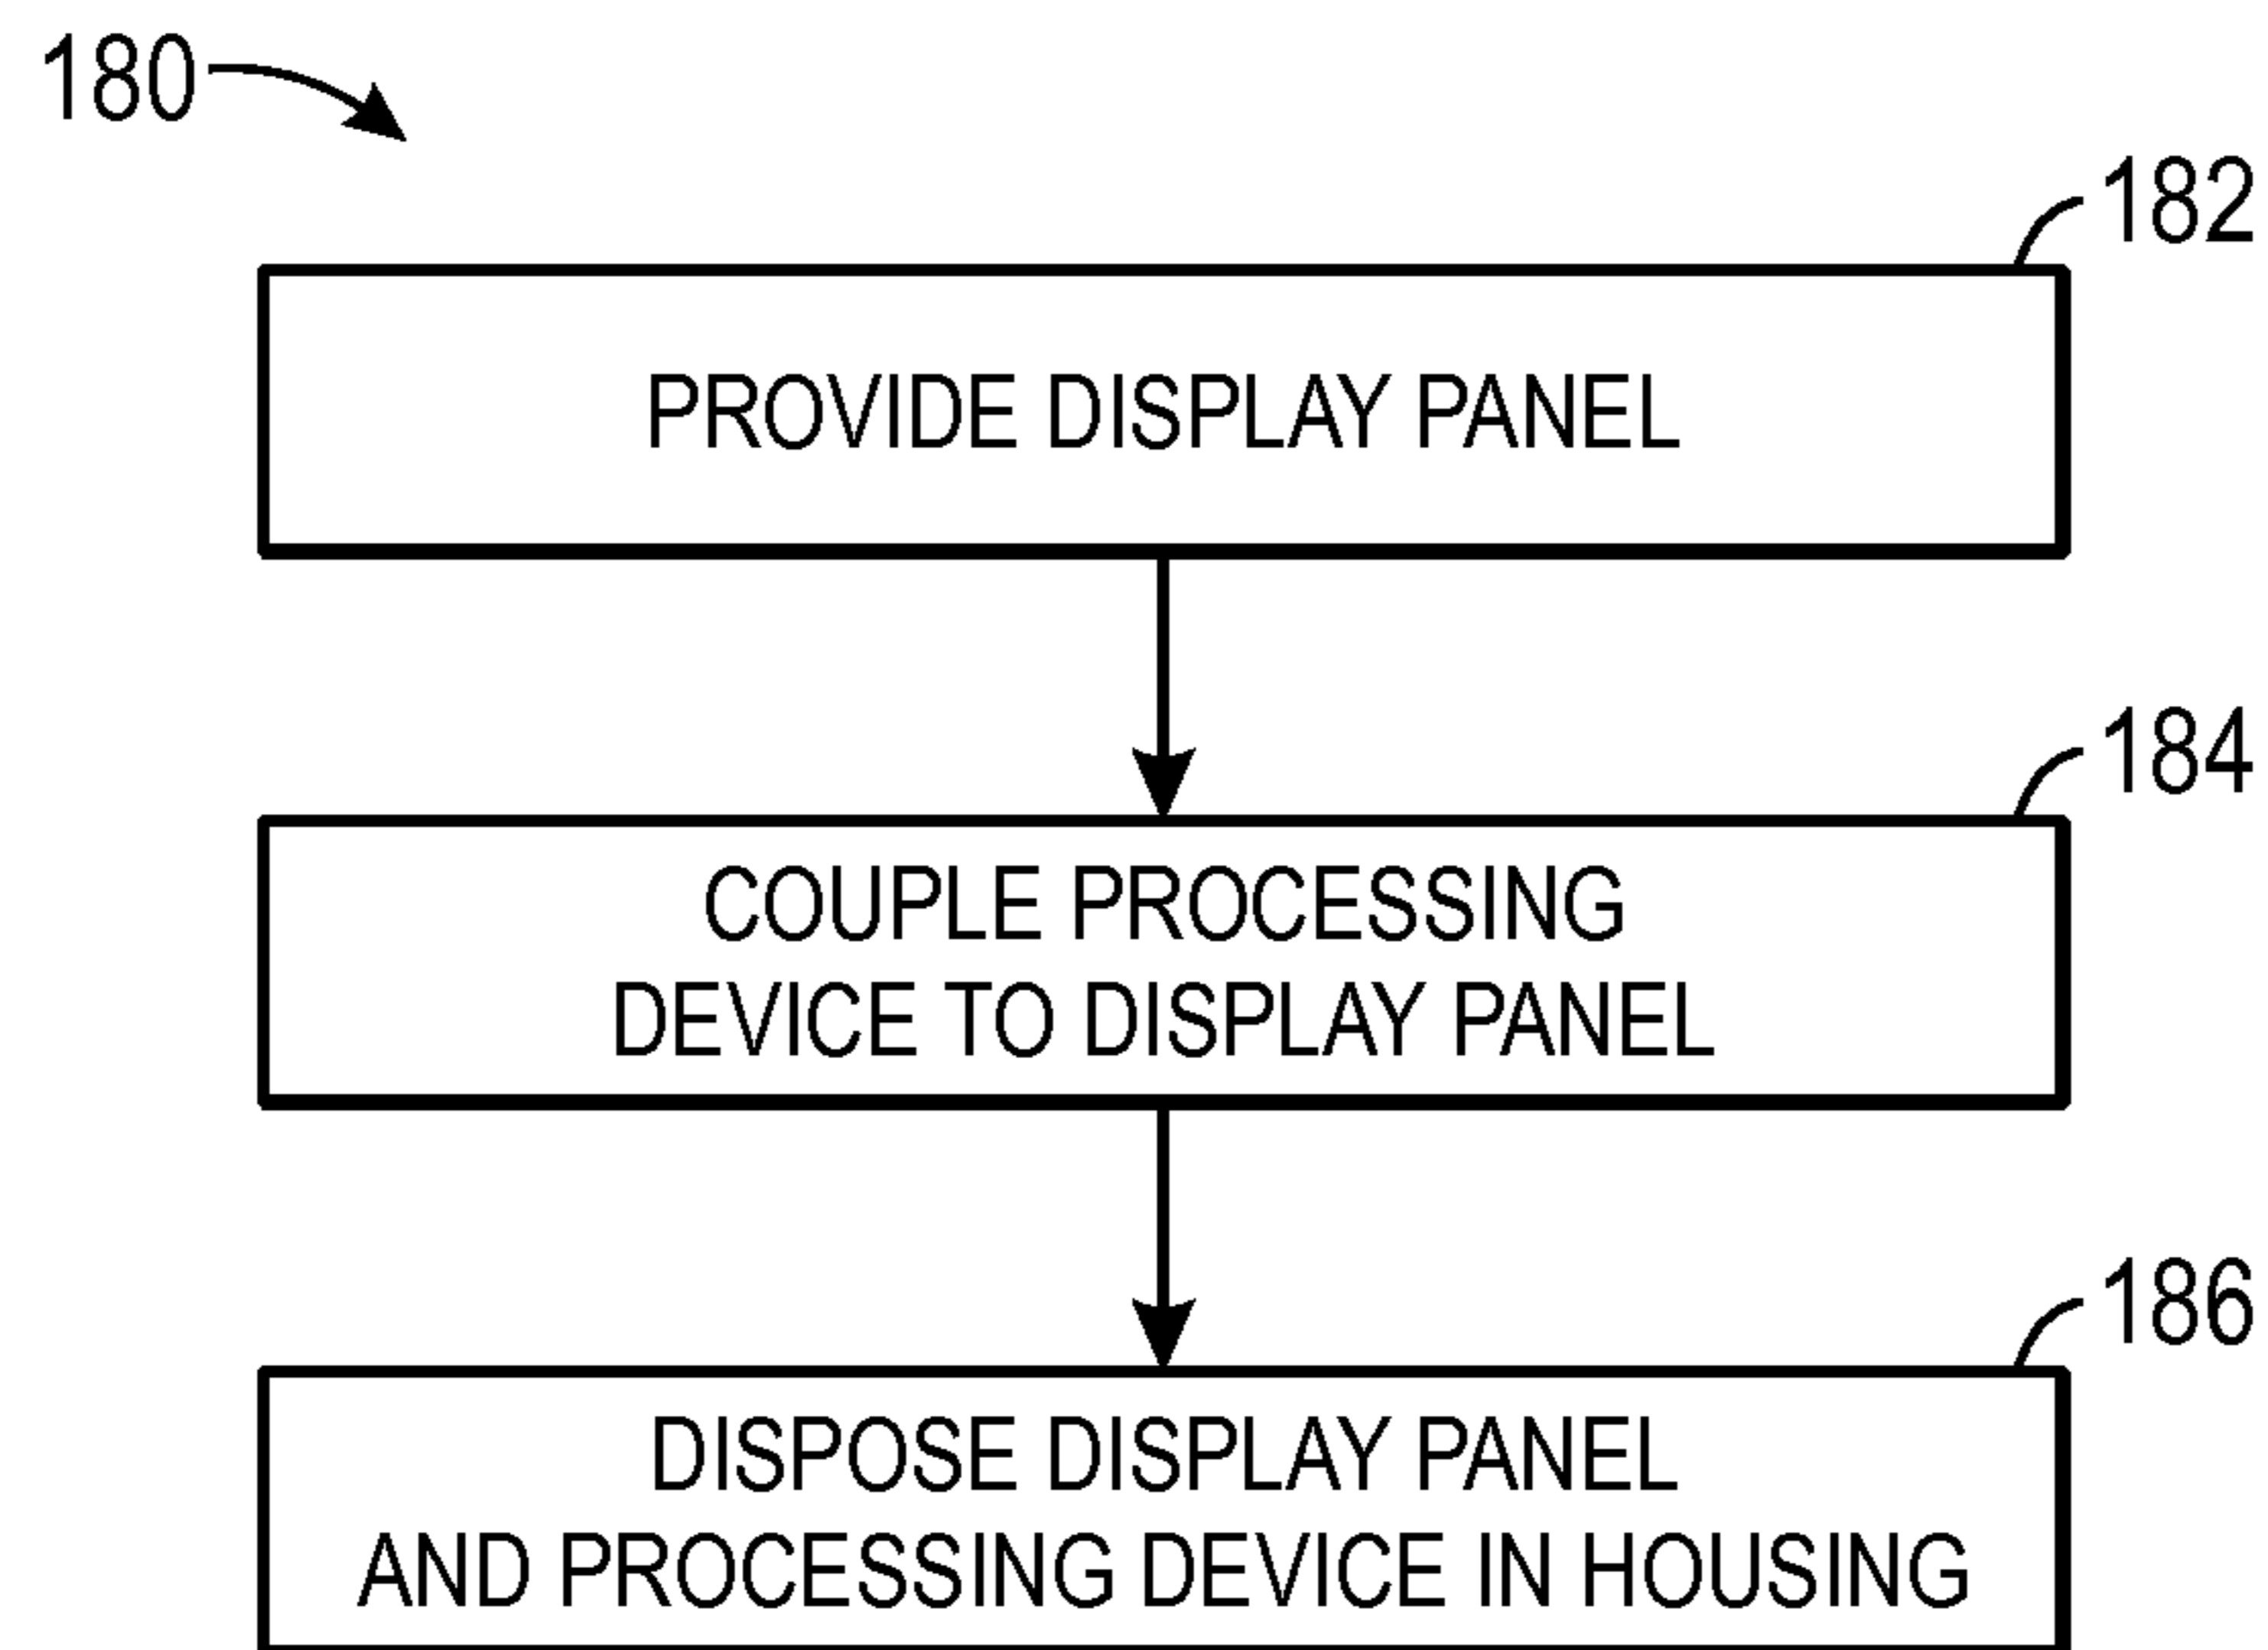 180
182
PROVIDE DISPLAY PANEL
184
COUPLE PROCESSING
DEVICE TO DISPLAY PANEL
186
DISPOSE DISPLAY PANEL
AND PROCESSING DEVICE IN HOUSING